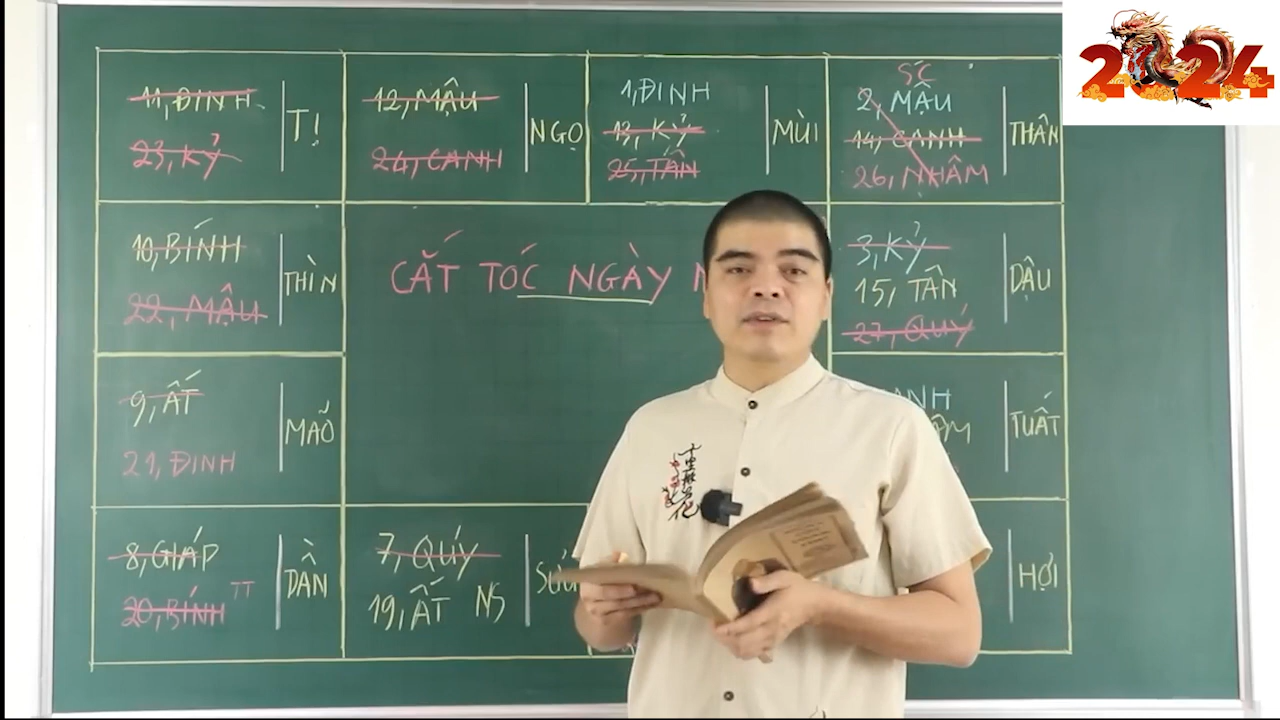 11, ĐINH
23, KỶ
TỊ
12, MẬU
24, CANH
NGỌ
1, ĐINH
13, KỶ
25, TÂN
MÙI
SC
2, MẬU
14, CANH
26, NHÂM
THÂN
2024
10, BÍNH
22, MẬU
THÌN
CẮT TÓC NGÀY
3, KỶ
15, TÂN
27, QUÝ
DẬU
9, ẤT
21, ĐINH
MÃO
TUẤT
8, GIÁP
20, BÍNH TT
DẦN
7, QUÝ
19, ẤT NS
SỬU
HỢI